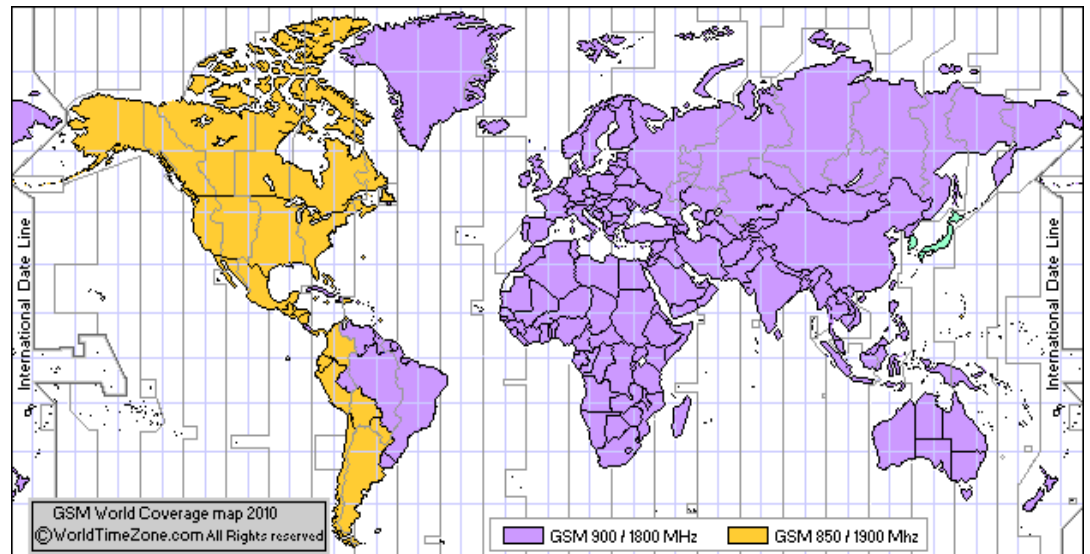 International Date Line
International Date Line
GSM World Coverage map 2010
©WorldTimeZone.com All Rights reserved
GSM 900 / 1800 MHz
GSM 850 / 1900 Mhz